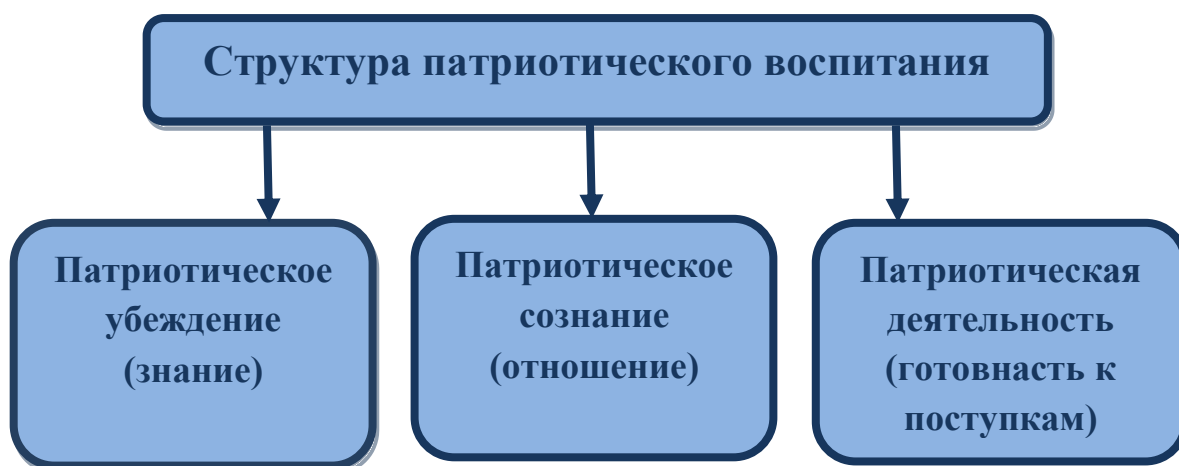 Структура патриотического воспитания
Патриотическое
убеждение
(знание)
Патриотическое
сознание
(отношение)
Патриотическая
деятельность
(готовнасть к
поступкам)